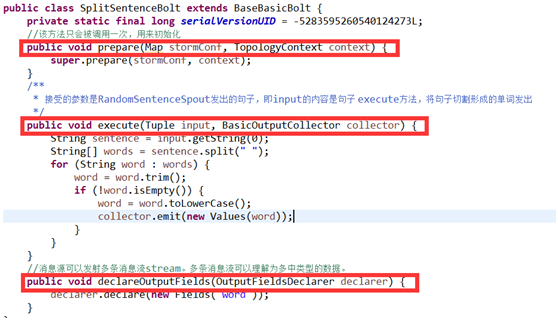 public class SplitSentenceBolt extends BaseBasicBolt {
private static final long serialVersionUID = -5283595260540124273L;
//该方法只会被调用一次，用来初始化
public void prepare(Map stormConf, TopologyContext context) {
super.prepare(stormConf, context);
}
/**
* 接受的参数是RandomSentenceSpout发出的句子，即input的内容是句子 execute方法，将句子切割形成的单词发出
*/
public void execute(Tuple input, BasicOutputCollector collector) {
String sentence = input.getString(0);
String[] words = sentence.split(" ");
for (String word : words) {
word = word.trim();
if (!word.isEmpty()) {
word = word.toLowerCase();
collector.emit(new Values(word));
}
}
}
//消息源可以发射多条消息流stream。多条消息流可以理解为多中类型的数据。
public void declareOutputFields(OutputFieldsDeclarer declarer) {
declarer.declare(new Fields("word"));
}